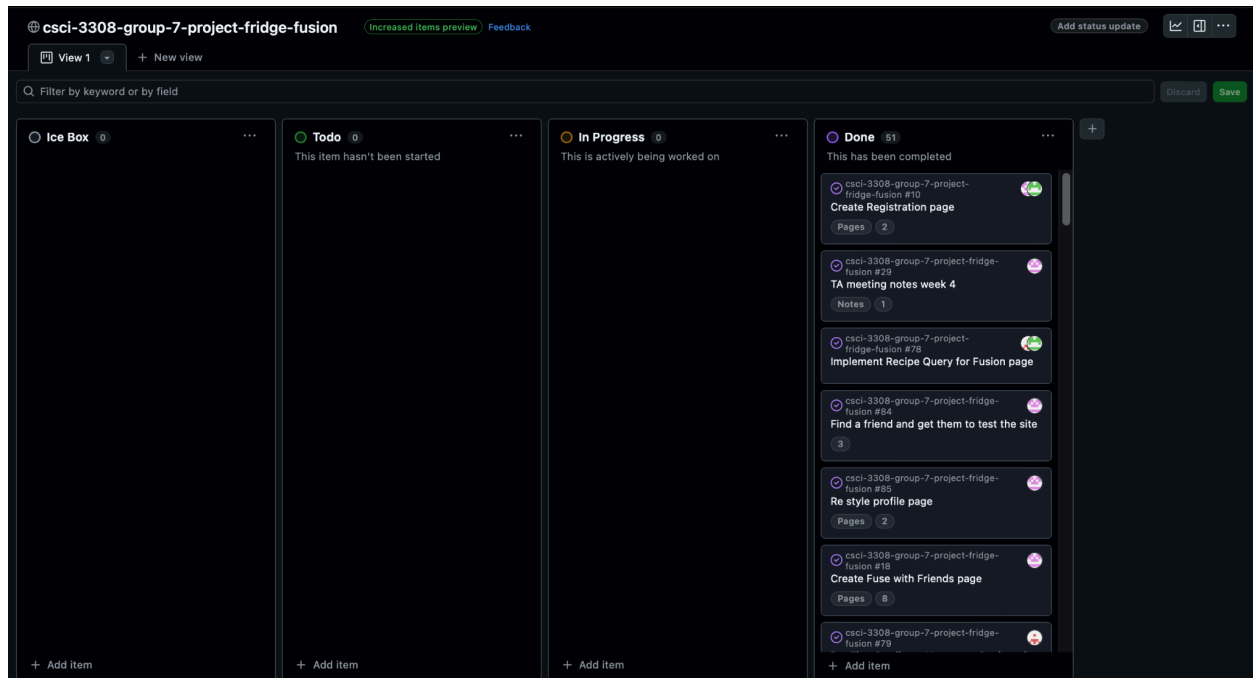 csci-3308-group-7-project-fridge-fusion
Increased items preview
Feedback
Add status update
View 1
+ New view
Filter by keyword or by field
Discard
Save
Ice Box 0
+ Add item
Todo 0
This item hasn't been started
+ Add item
In Progress 0
This is actively being worked on
+ Add item
Done 51
This has been completed
csci-3308-group-7-project-
fridge-fusion #10
Create Registration page
Pages 2
csci-3308-group-7-project-fridge-
fusion #29
TA meeting notes week 4
Notes 1
csci-3308-group-7-project-
fridge-fusion #78
Implement Recipe Query for Fusion page
csci-3308-group-7-project-fridge-
fusion #84
Find a friend and get them to test the site
3
csci-3308-group-7-project-fridge-
fusion #85
Re style profile page
Pages 2
csci-3308-group-7-project-fridge-
fusion #18
Create Fuse with Friends page
Pages 8
csci-3308-group-7-project-fridge-
fusion #79
+ Add item